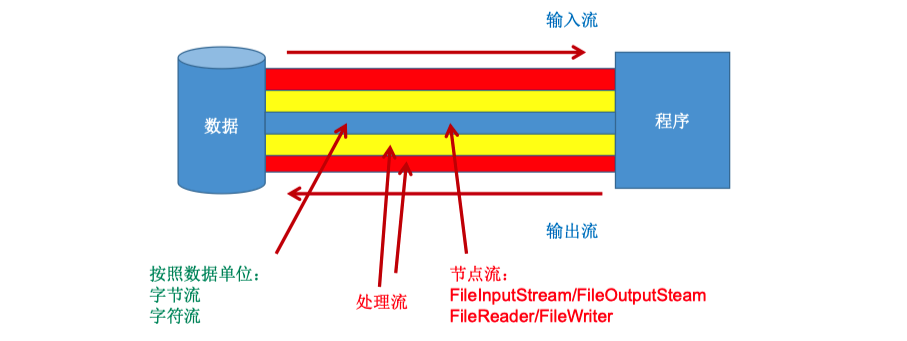 输入流
数据
程序
输出流
按照数据单位：
字节流
字符流
处理流
节点流：
FileInputStream/FileOutputSteam
FileReader/FileWriter